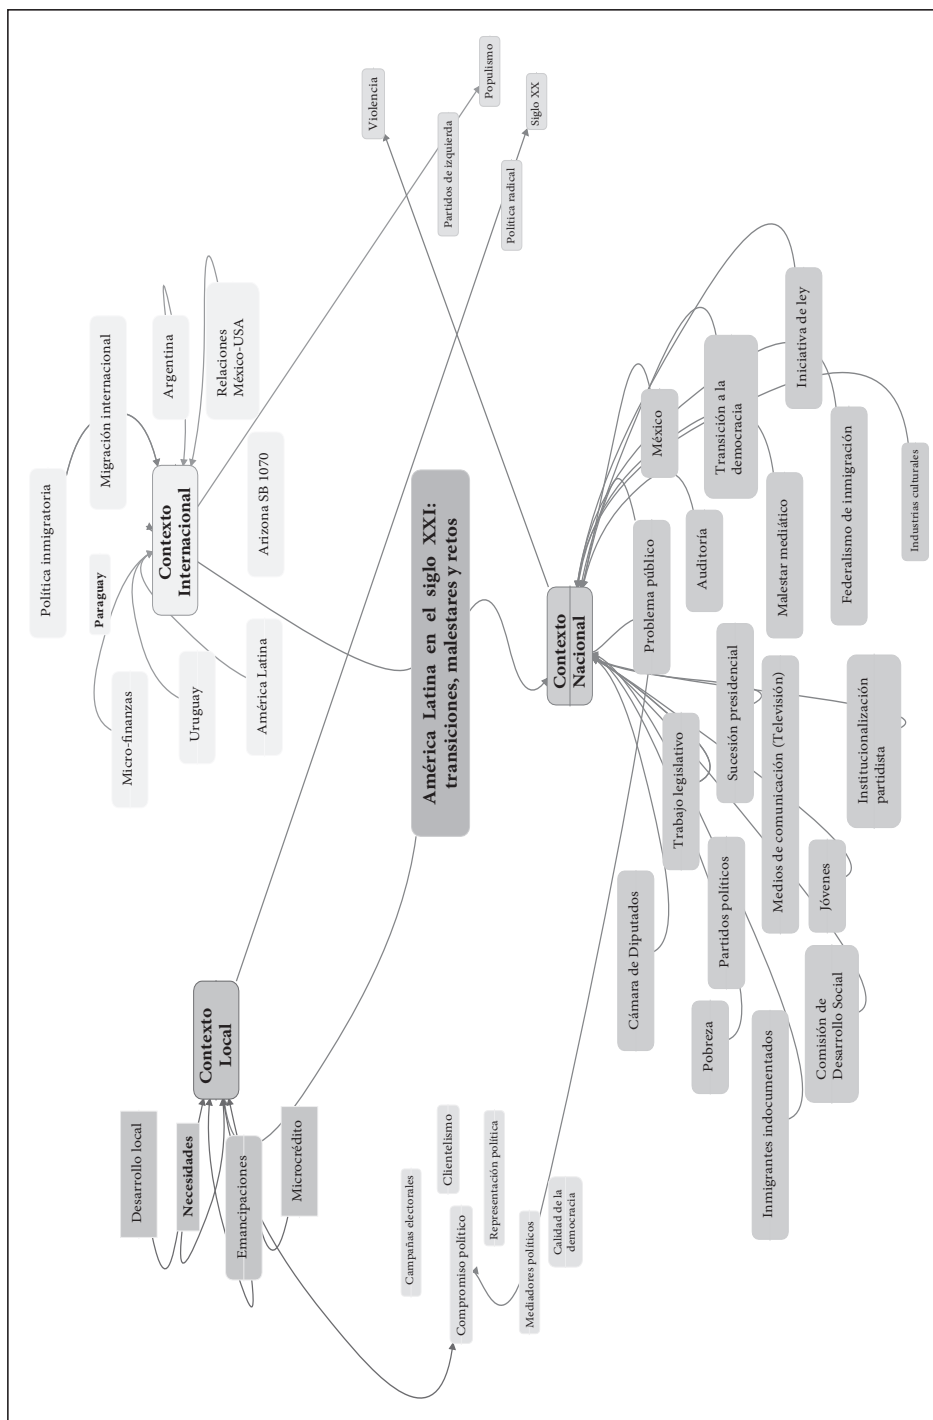 Desarrollo local
Necesidades
Emancipaciones
Microcrédito
Contexto
Local
Política inmigratoria
Migración internacional
Paraguay
Micro-finanzas
Argentina
Relaciones
México-USA
Contexto
Internacional
Uruguay
América Latina
Arizona SB 1070
Violencia
Populismo
Partidos de izquierda
Siglo XX
Política radical
América Latina en el siglo XXI:
transiciones, malestares y retos
Campañas electorales
Clientelismo
Compromiso político
Representación política
Mediadores políticos
Calidad de la
democracia
Contexto
Nacional
Cámara de Diputados
Trabajo legislativo
Problema público
México
Pobreza
Partidos políticos
Sucesión presidencial
Auditoría
Transición a la
democracia
Inmigrantes indocumentados
Medios de comunicación (Televisión)
Malestar mediático
Iniciativa de ley
Comisión de
Desarrollo Social
Jóvenes
Institucionalización
partidista
Federalismo de inmigración
Industrias culturales